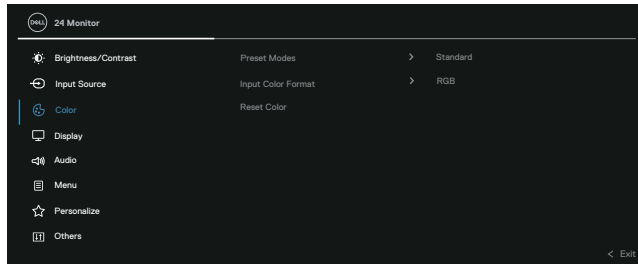 DELL 24 Monitor
Brightness/Contrast Preset Modes > Standard
Input Source Input Color Format > RGB
Color Reset Color
Display
Audio
Menu
Personalize
Others
< Exit